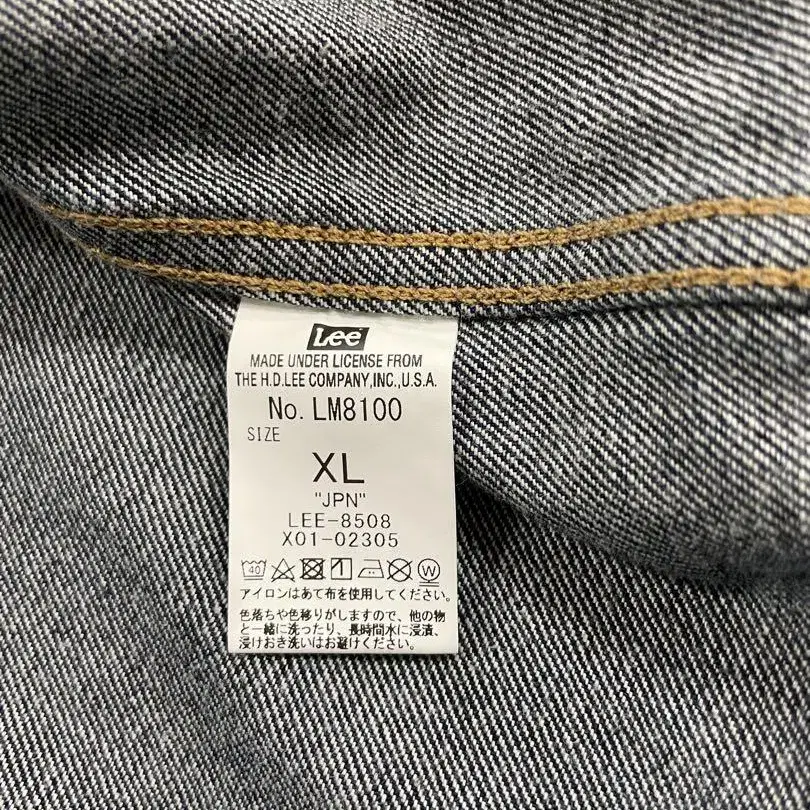 Lee
MADE UNDER LICENSE FROM
THE H.D.LEE COMPANY,INC.,U.S.A.
No. LM8100
SIZE
XL
"JPN"
LEE-8508
X01-02305
40 W
アイロンはあて布を使用してください。
色落ちや色移りがしますので、他の物
と一緒に洗ったり、長時間水に浸漬、
浸けおき洗いはお避けください。